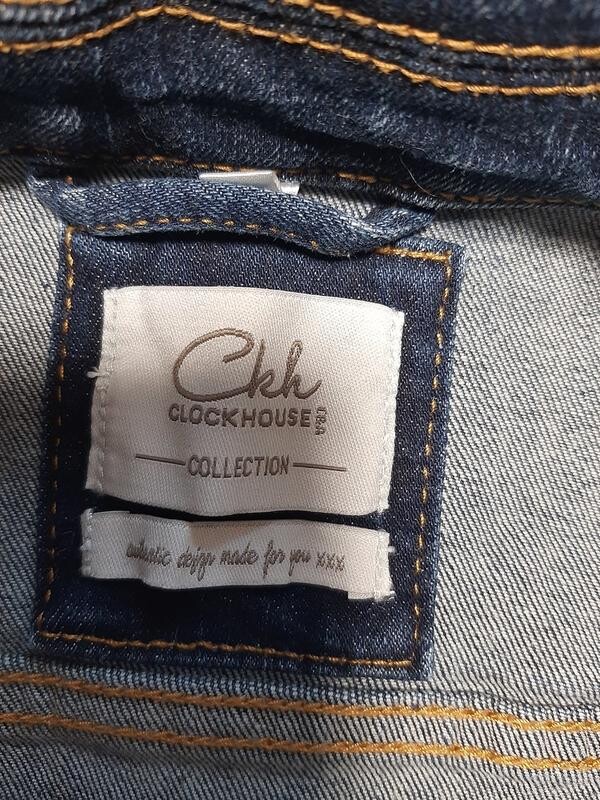 Ckh
CLOCKHOUSE C&A
COLLECTION
authentic design made for you xxx